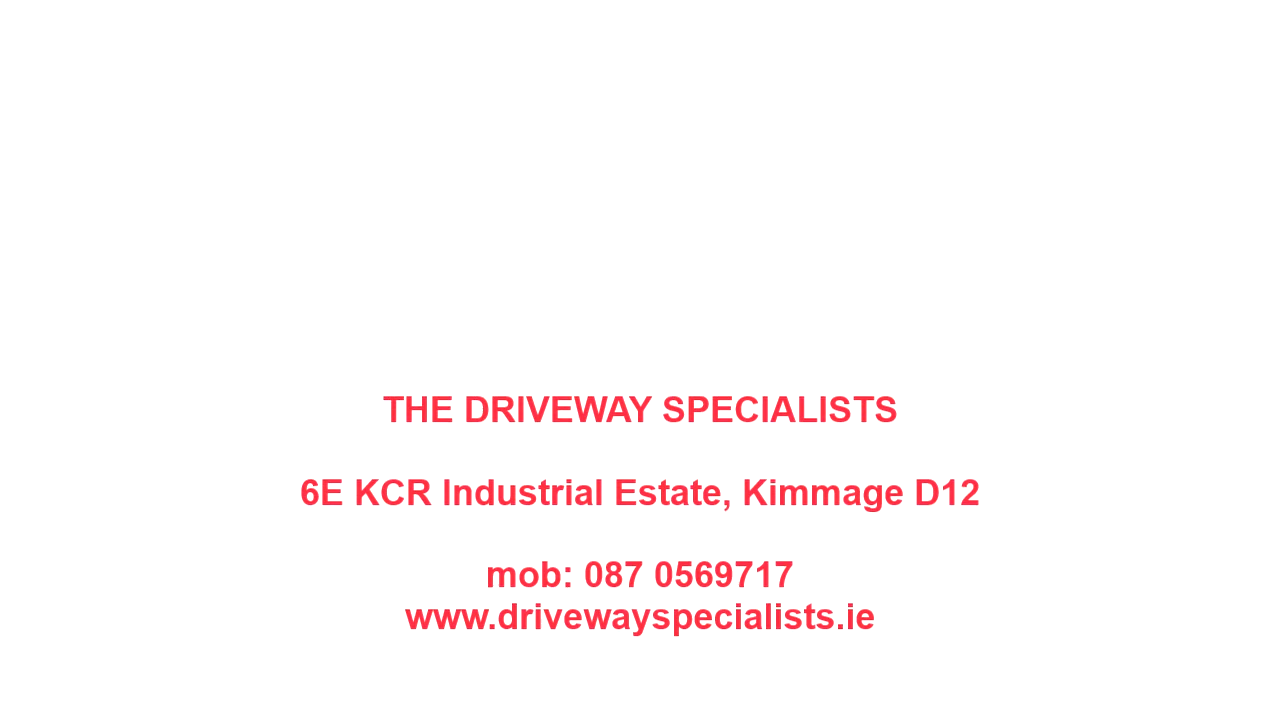 THE DRIVEWAY SPECIALISTS
6E KCR Industrial Estate, Kimmage D12
mob: 087 0569717
www.drivewayspecialists.ie